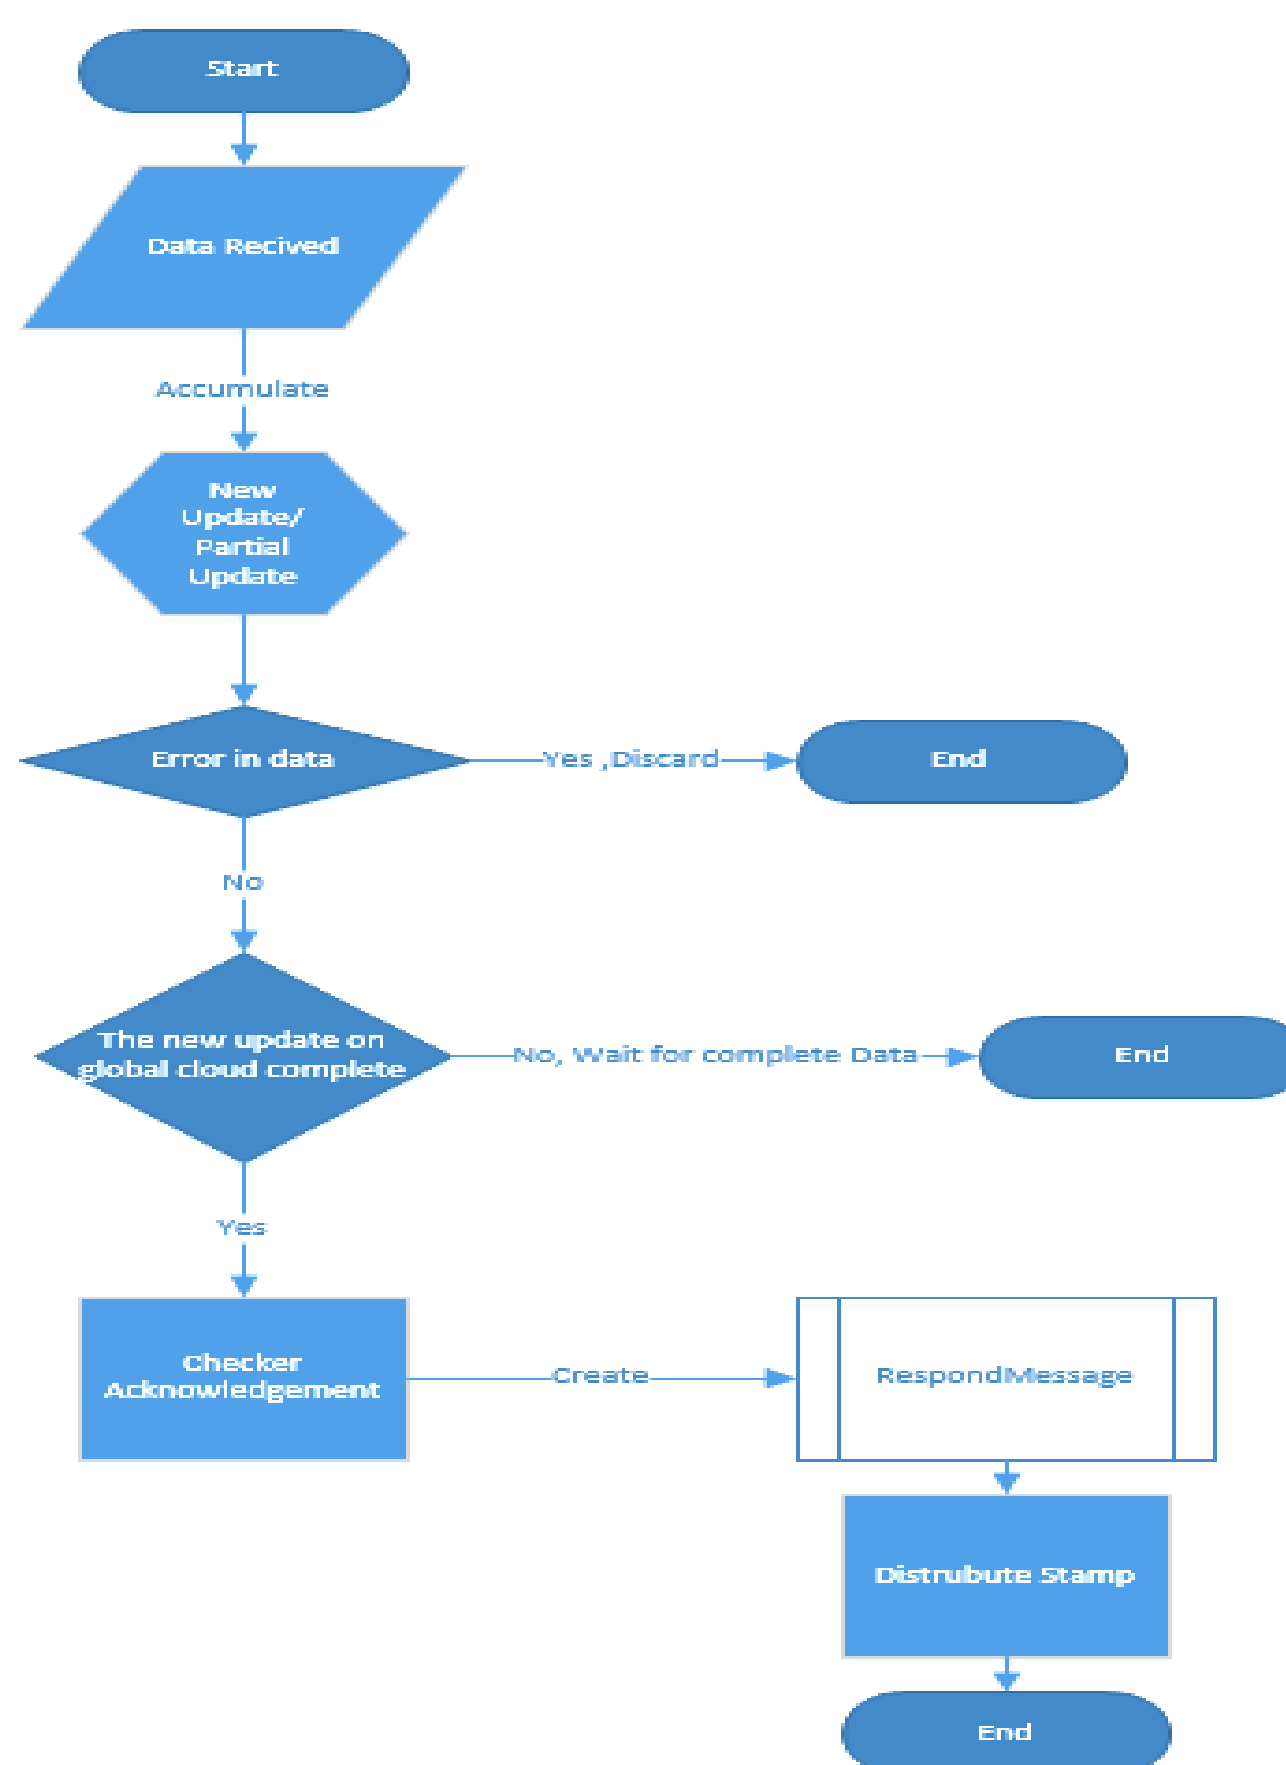 Start
Data Recived
Accumulate
New
Update/
Partial
Update
Error in data
Yes ,Discard
End
No
The new update on
global cloud complete
No, Wait for complete Data
End
Yes
Checker
Acknowledgement
Create
RespondMessage
Distrubute Stamp
End